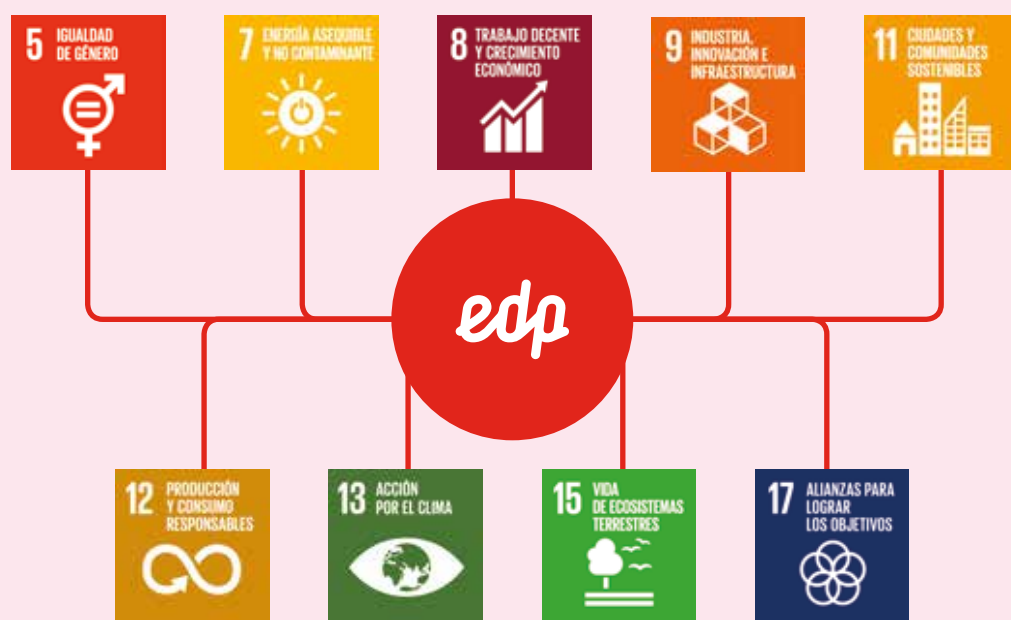 5 IGUALDAD
DE GÉNERO
7 ENERGÍA ASEQUIBLE
Y NO CONTAMINANTE
8 TRABAJO DECENTE
Y CRECIMIENTO
ECONÓMICO
9 INDUSTRIA,
INNOVACIÓN E
INFRAESTRUCTURA
11 CIUDADES Y
COMUNIDADES
SOSTENIBLES
edp
12 PRODUCCIÓN
Y CONSUMO
RESPONSABLES
13 ACCIÓN
POR EL CLIMA
15 VIDA
DE ECOSISTEMAS
TERRESTRES
17 ALIANZAS PARA
LOGRAR
LOS OBJETIVOS